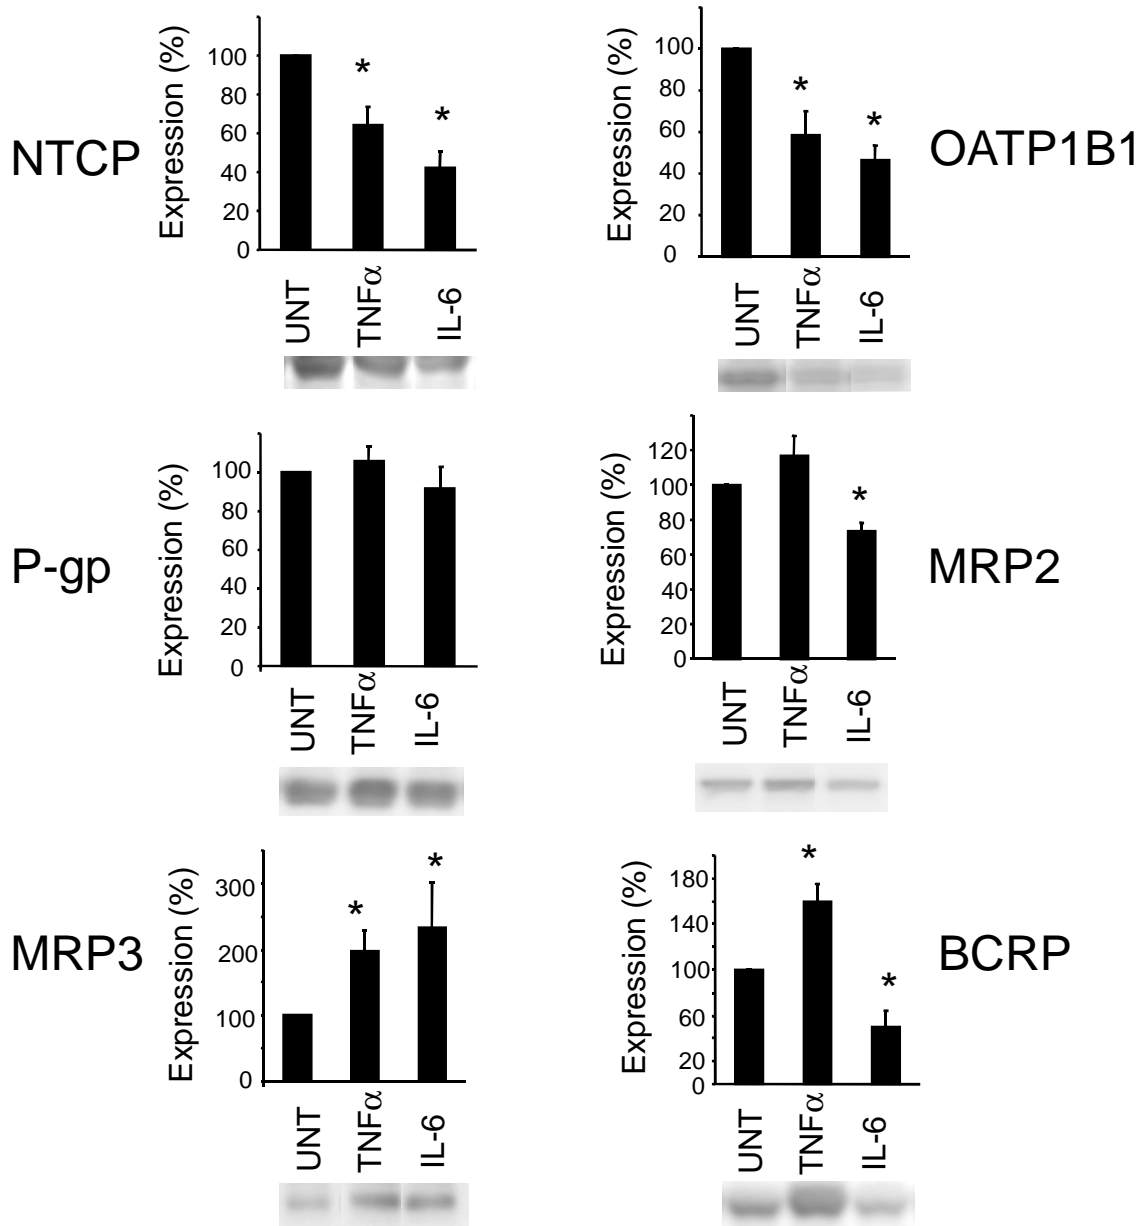 NTCP
Expression (%)
100
80
60
40
20
0
*
*
UNT
TNFα
IL-6
OATP1B1
Expression (%)
100
80
60
40
20
0
*
*
UNT
TNFα
IL-6
P-gp
Expression (%)
100
80
60
40
20
0
UNT
TNFα
IL-6
MRP2
Expression (%)
120
100
80
60
40
20
0
*
UNT
TNFα
IL-6
MRP3
Expression (%)
300
200
100
0
*
*
UNT
TNFα
IL-6
BCRP
Expression (%)
180
140
100
60
20
0
*
*
UNT
TNFα
IL-6